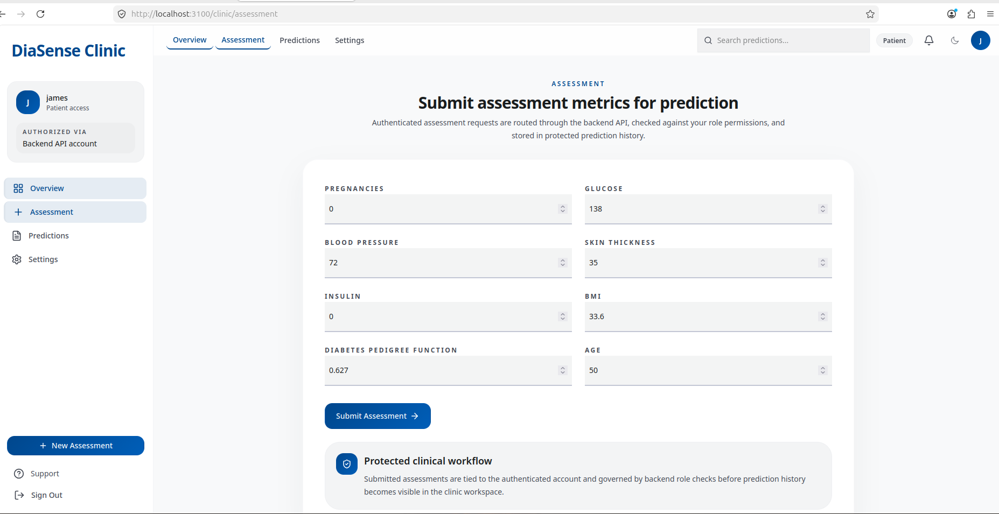 http://localhost:3100/clinic/assessment
DiaSense Clinic
Overview
Assessment
Predictions
Settings
Search predictions...
Patient
J
J
james
Patient access
AUTHORIZED VIA
Backend API account
Overview
Assessment
Predictions
Settings
New Assessment
Support
Sign Out
ASSESSMENT
Submit assessment metrics for prediction
Authenticated assessment requests are routed through the backend API, checked against your role permissions, and
stored in protected prediction history.
PREGNANCIES
0
GLUCOSE
138
BLOOD PRESSURE
72
SKIN THICKNESS
35
INSULIN
0
BMI
33.6
DIABETES PEDIGREE FUNCTION
0.627
AGE
50
Submit Assessment
Protected clinical workflow
Submitted assessments are tied to the authenticated account and governed by backend role checks before prediction history
becomes visible in the clinic workspace.